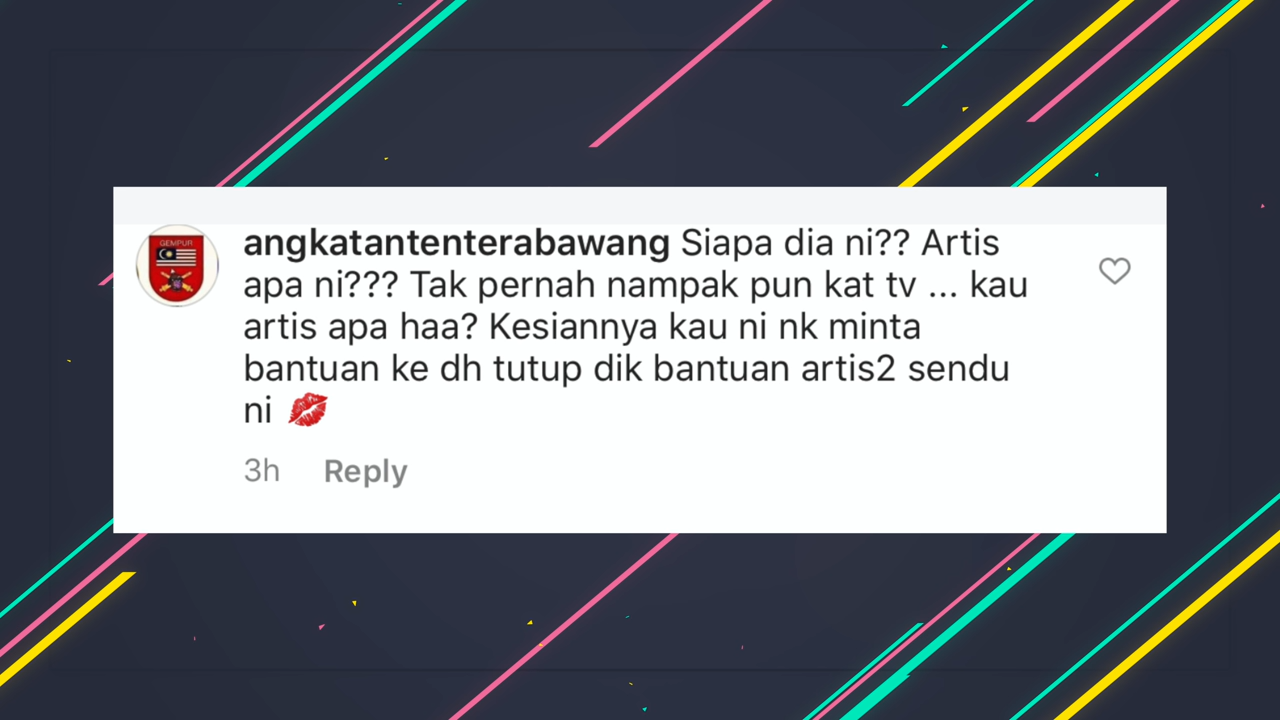 GEMPUR
angkatantenterabawang Siapa dia ni?? Artis
apa ni??? Tak pernah nampak pun kat tv ... kau
artis apa haa? Kesiannya kau ni nk minta
bantuan ke dh tutup dik bantuan artis2 sendu
ni 💋
3h Reply